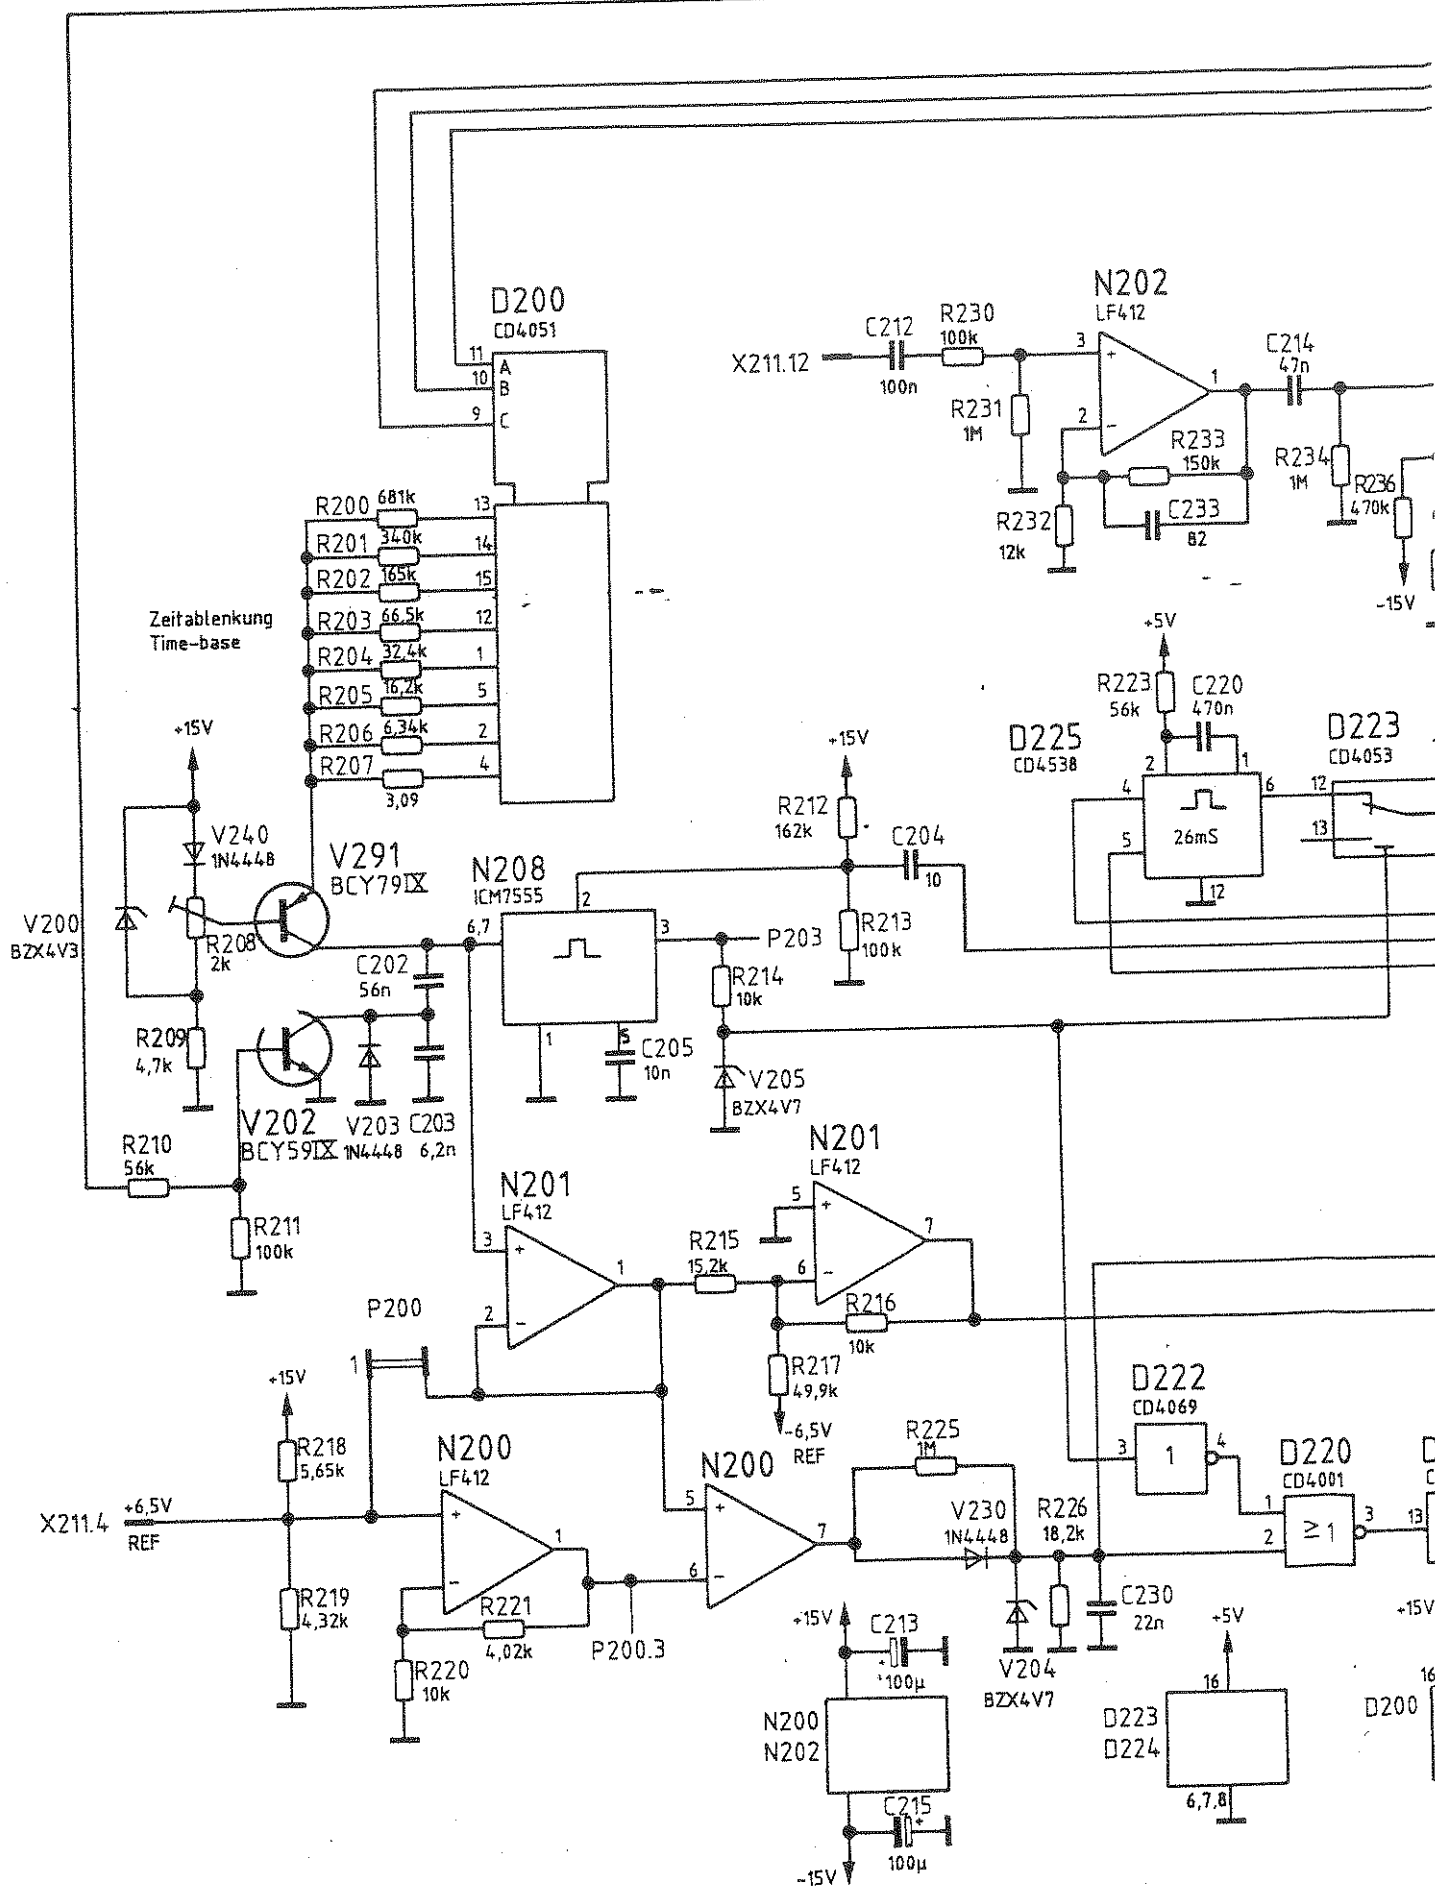 D200
CD4051
11
A
10
B
9
C
N202
LF412
X211.12
C212
100n
R230
100k
3
+
1
2
-
R231
1M
C214
47n
R233
150k
R234
1M
R236
470k
R232
12k
C233
82
-15V
Zeitablenkung
Time-base
R200
681k
13
R201
340k
14
R202
165k
15
R203
66,5k
12
R204
32,4k
1
R205
16,2k
5
R206
6,34k
2
R207
3,09
4
+5V
R223
56k
C220
470n
D225
CD4538
2
1
4
5
6
26mS
12
D223
CD4053
12
13
+15V
V240
1N4448
V291
BCY79IX
V200
BZX4V3
R208
2k
R209
4,7k
N208
ICM7555
2
6,7
3
1
5
+15V
R212
162k
C204
10
R213
100k
P203
R214
10k
C202
56n
C205
10n
V205
BZX4V7
V202
BCY59IX
V203
1N4448
C203
6,2n
R210
56k
R211
100k
N201
LF412
3
+
1
2
-
R215
15,2k
N201
LF412
5
+
7
6
-
R216
10k
R217
49,9k
-6,5V
REF
P200
1
+15V
R218
5,65k
X211.4
+6,5V
REF
R219
4,32k
N200
LF412
+
1
-
R221
4,02k
R220
10k
P200.3
N200
5
+
7
6
-
R225
1M
V230
1N4448
R226
18,2k
V204
BZX4V7
C230
22n
D222
CD4069
3
1
4
D220
CD4001
1
2
≥1
3
13
+15V
C213
+
100µ
N200
N202
C215
+
100µ
-15V
+5V
16
D223
D224
6,7,8
+15V
16
D200